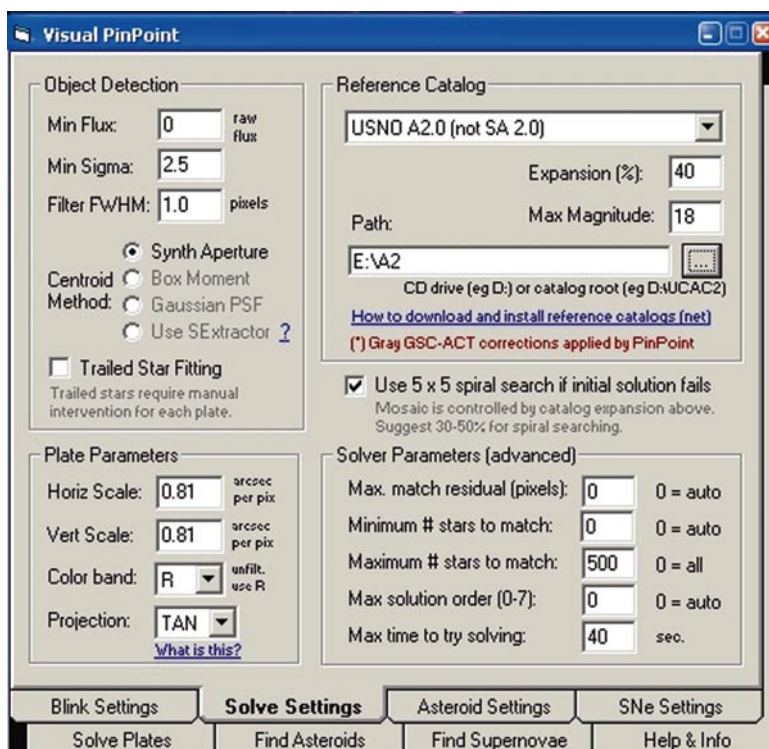 Visual PinPoint
Object Detection
Min Flux: 0 raw flux
Min Sigma: 2.5
Filter FWHM: 1.0 pixels
Centroid Method:
Synth Aperture
Box Moment
Gaussian PSF
Use SExtractor ?
Trailed Star Fitting
Trailed stars require manual
intervention for each plate.
Reference Catalog
USNO A2.0 (not SA 2.0)
Expansion (%): 40
Max Magnitude: 18
Path:
E:\A2 ...
CD drive (eg D:) or catalog root (eg D:\UCAC2)
How to download and install reference catalogs (net)
(*) Gray GSC-ACT corrections applied by PinPoint
Use 5 x 5 spiral search if initial solution fails
Mosaic is controlled by catalog expansion above.
Suggest 30-50% for spiral searching.
Plate Parameters
Horiz Scale: 0.81 arcsec per pix
Vert Scale: 0.81 arcsec per pix
Color band: R unfilt. use R
Projection: TAN
What is this?
Solver Parameters (advanced)
Max. match residual (pixels): 0 0 = auto
Minimum # stars to match: 0 0 = auto
Maximum # stars to match: 500 0 = all
Max solution order (0-7): 0 0 = auto
Max time to try solving: 40 sec.
Blink Settings Solve Settings Asteroid Settings SNe Settings
Solve Plates Find Asteroids Find Supernovae Help & Info